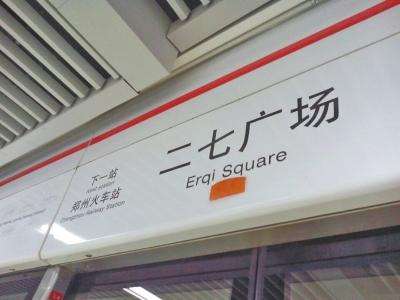 二七广场
Erqi Square
下一站
Next station
郑州火车站
Zhengzhou Railway Station